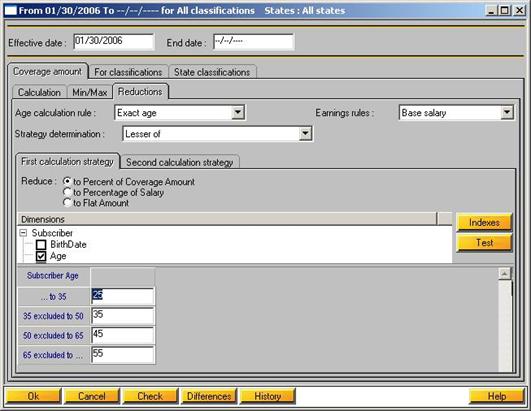 From 01/30/2006 To --/--/---- for All classifications States : All states
Effective date : 01/30/2006 End date : --/--/----
Coverage amount For classifications State classifications
Calculation Min/Max Reductions
Age calculation rule : Exact age Earnings rules : Base salary
Strategy determination : Lesser of
First calculation strategy Second calculation strategy
Reduce : to Percent of Coverage Amount
to Percentage of Salary
to Flat Amount
Dimensions
Indexes
Subscriber
BirthDate
Test
Age
Subscriber Age
... to 35 25
35 excluded to 50 35
50 excluded to 65 45
65 excluded to ... 55
Ok Cancel Check Differences History Help